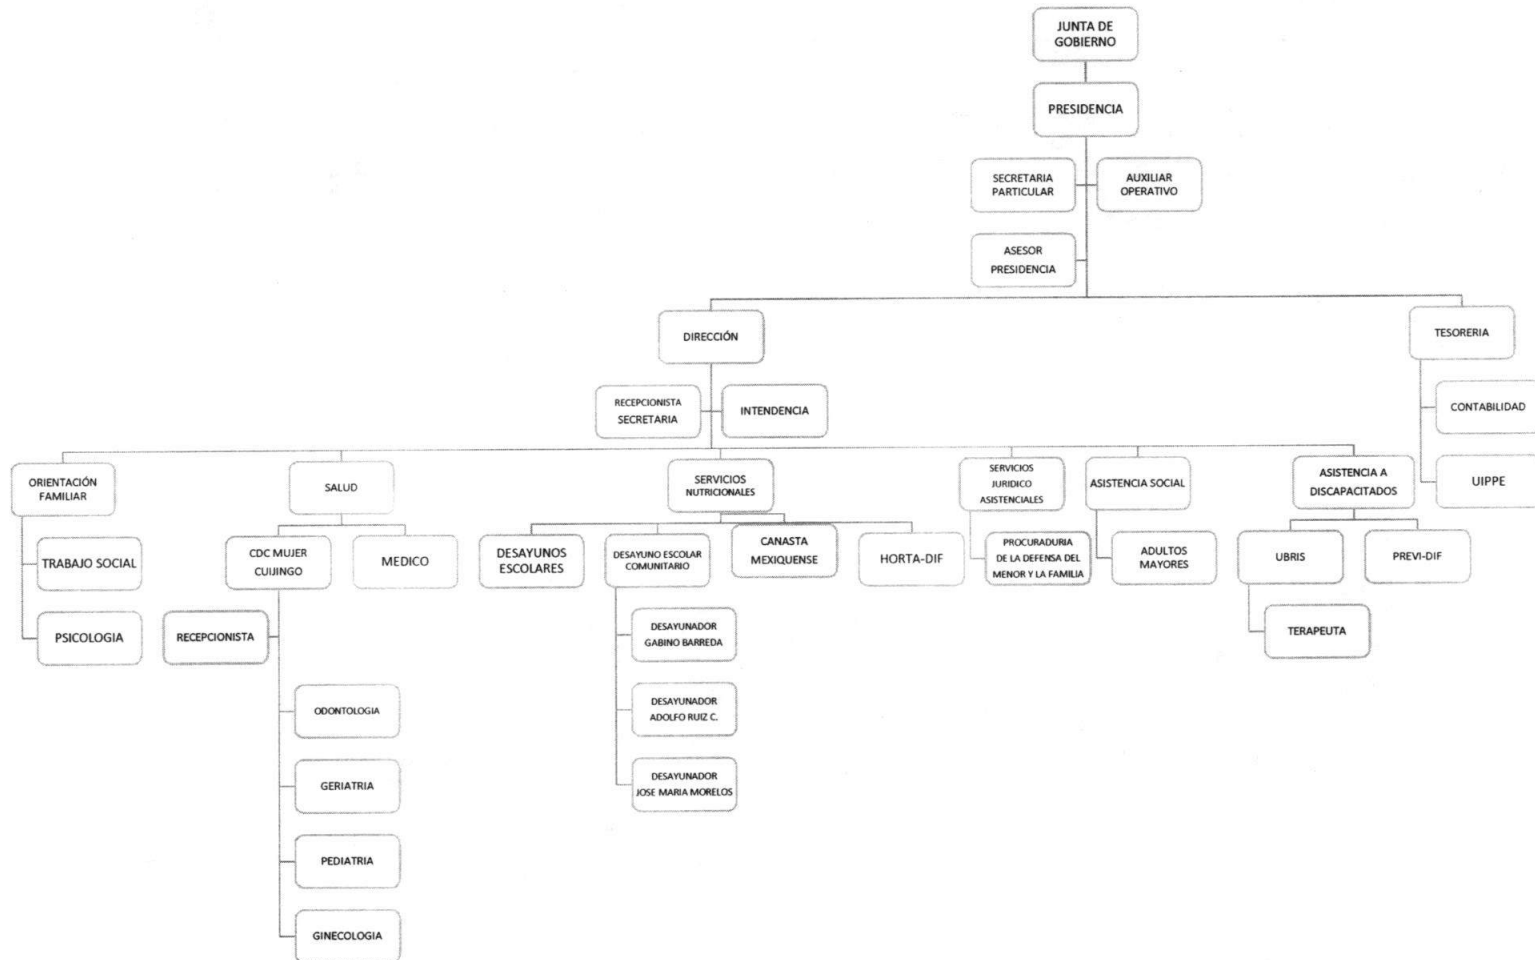 JUNTA DE
GOBIERNO
PRESIDENCIA
SECRETARIA
PARTICULAR
AUXILIAR
OPERATIVO
ASESOR
PRESIDENCIA
DIRECCIÓN
TESORERIA
RECEPCIONISTA
SECRETARIA
INTENDENCIA
CONTABILIDAD
UIPPE
ORIENTACIÓN
FAMILIAR
SALUD
SERVICIOS
NUTRICIONALES
SERVICIOS
JURIDICO
ASISTENCIALES
ASISTENCIA SOCIAL
ASISTENCIA A
DISCAPACITADOS
TRABAJO SOCIAL
PSICOLOGIA
CDC MUJER
CUIJINGO
MEDICO
RECEPCIONISTA
ODONTOLOGIA
GERIATRIA
PEDIATRIA
GINECOLOGIA
DESAYUNOS
ESCOLARES
DESAYUNO ESCOLAR
COMUNITARIO
CANASTA
MEXIQUENSE
HORTA-DIF
DESAYUNADOR
GABINO BARREDA
DESAYUNADOR
ADOLFO RUIZ C.
DESAYUNADOR
JOSE MARIA MORELOS
PROCURADURIA
DE LA DEFENSA DEL
MENOR Y LA FAMILIA
ADULTOS
MAYORES
UBRIS
PREVI-DIF
TERAPEUTA